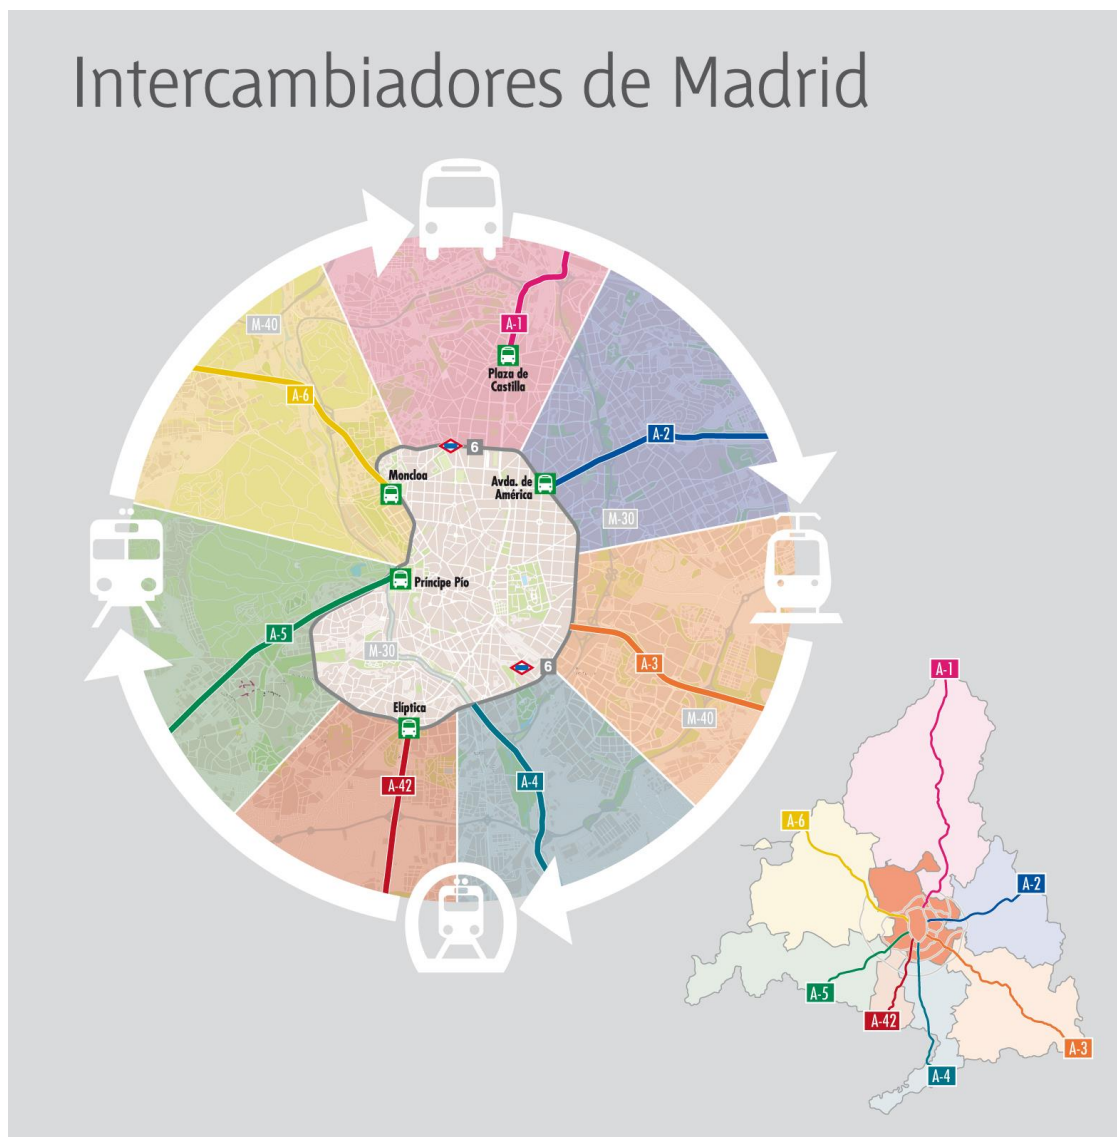 Intercambiadores de Madrid
M-40
A-1
Plaza de
Castilla
A-6
A-2
6
Moncloa
Avda. de
América
M-30
Príncipe Pío
A-5
M-30
A-3
6
M-40
Elíptica
A-42
A-4
A-1
A-6
A-2
A-5
A-42
A-3
A-4